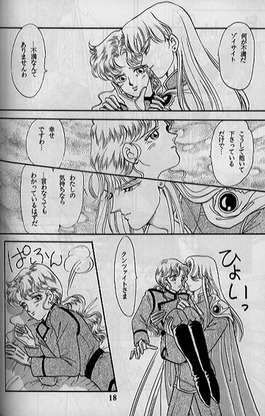 何が不満だ
ゾイサイト
…不満なんて
ありませんわ
こうして抱いて
下さっている
だけで…
幸せ
ですわ…
わたしの
気持ちなら
…言わなくても
わかっているはずだ
ひょいっ
クンツァイトさま
ぽろん
18